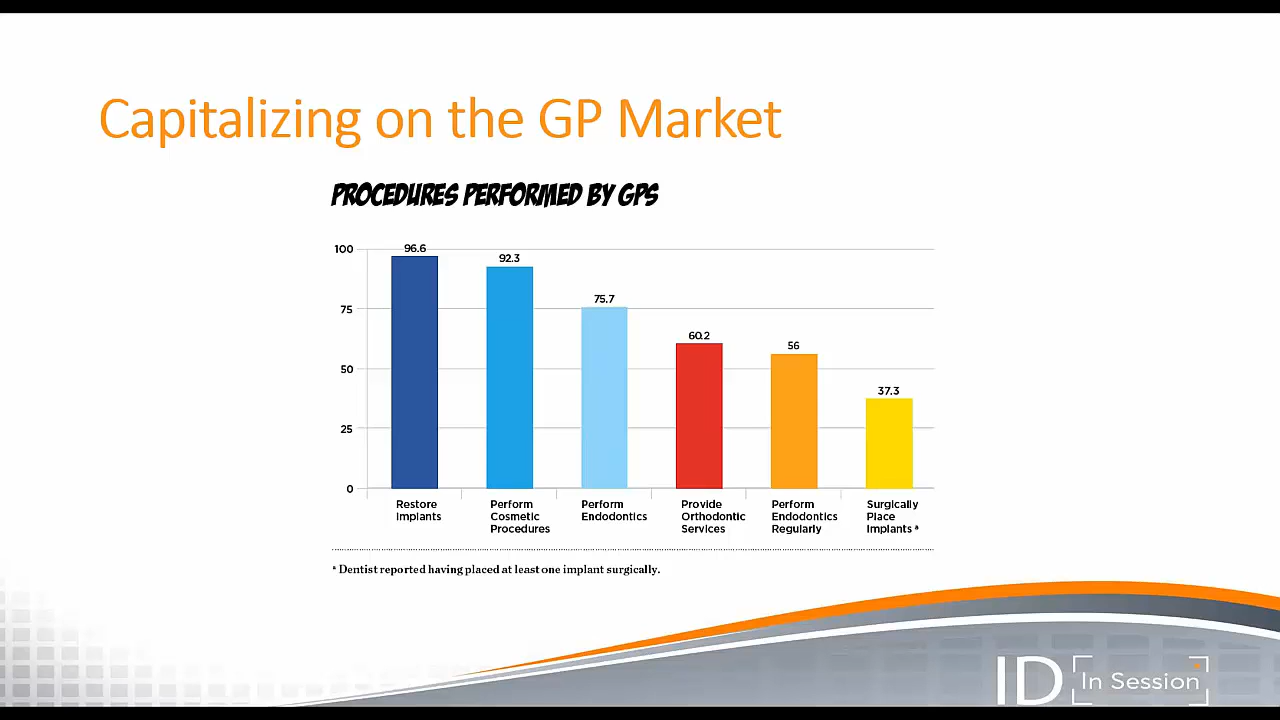 Capitalizing on the GP Market
PROCEDURES PERFORMED BY GPS
100
75
50
25
0
96.6
92.3
75.7
60.2
56
37.3
Restore
Implants
Perform
Cosmetic
Procedures
Perform
Endodontics
Provide
Orthodontic
Services
Perform
Endodontics
Regularly
Surgically
Place
Implants ª
ª Dentist reported having placed at least one implant surgically.
ID In Session